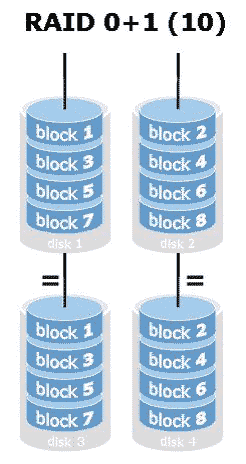 RAID 0+1 (10)
block 1
block 3
block 5
block 7
disk 1
block 2
block 4
block 6
block 8
disk 2
=
=
block 1
block 3
block 5
block 7
disk 3
block 2
block 4
block 6
block 8
disk 4